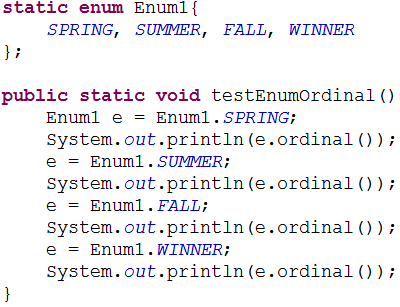 static enum Enum1{
    SPRING, SUMMER, FALL, WINNER
};

public static void testEnumOrdinal()
    Enum1 e = Enum1.SPRING;
    System.out.println(e.ordinal());
    e = Enum1.SUMMER;
    System.out.println(e.ordinal());
    e = Enum1.FALL;
    System.out.println(e.ordinal());
    e = Enum1.WINNER;
    System.out.println(e.ordinal());
}